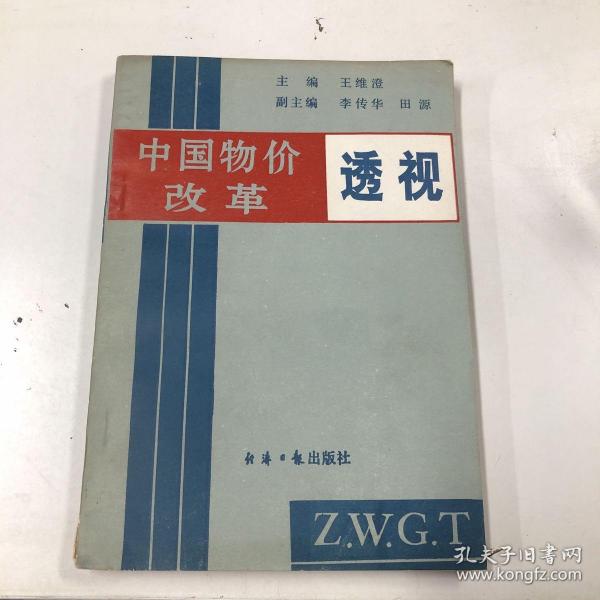 主编 王维澄
副主编 李传华 田源
中国物价
改革
透视
经济日报出版社
Z.W.G.T
孔夫子旧书网
www.kongfz.com